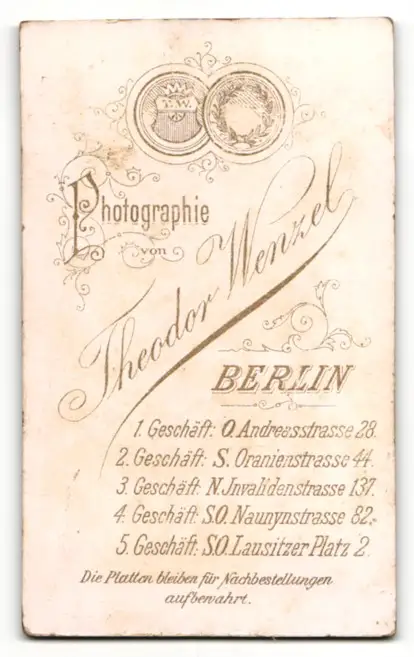 T.W.
Photographie
von
Theodor Wenzel
BERLIN
1. Geschäft: O. Andreasstrasse 28.
2. Geschäft: S. Oranienstrasse 44.
3. Geschäft: N. Jnvalidenstrasse 137.
4. Geschäft: S.O. Naunynstrasse 82.
5. Geschäft: S.O. Lausitzer Platz 2.
Die Platten bleiben für Nachbestellungen
aufbewahrt.